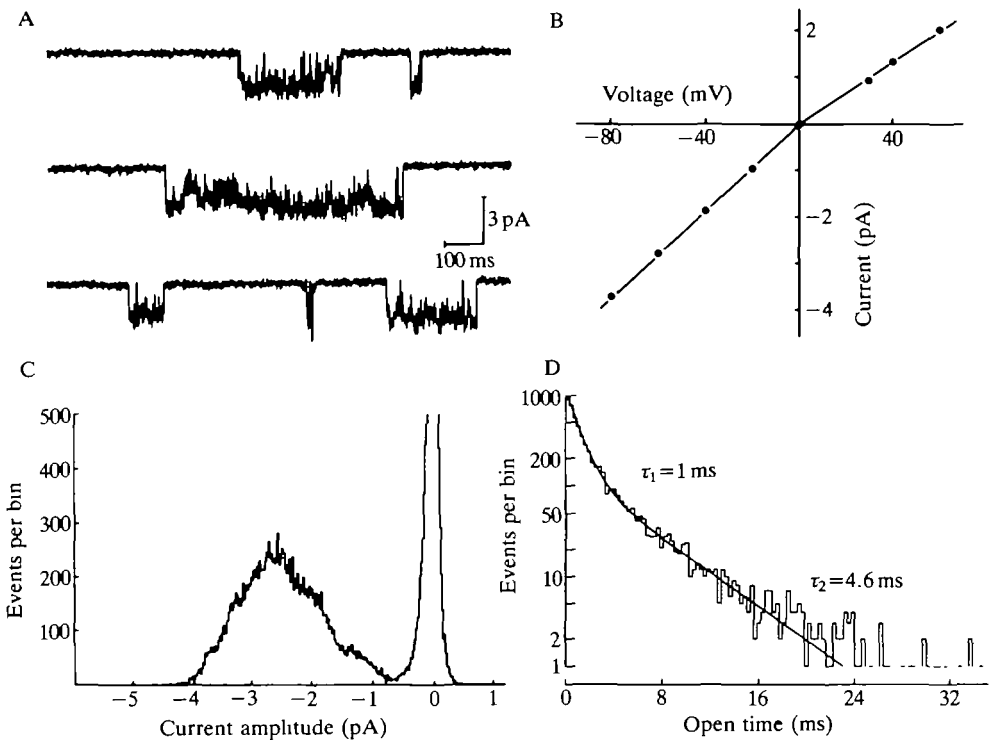 A
3 pA
100 ms
B
2
Voltage (mV)
−80
−40
40
−2
−4
Current (pA)
C
500
400
300
200
100
Events per bin
−5
−4
−3
−2
−1
0
1
Current amplitude (pA)
D
1000
200
50
10
2
1
Events per bin
τ1=1 ms
τ2=4.6 ms
0
8
16
24
32
Open time (ms)